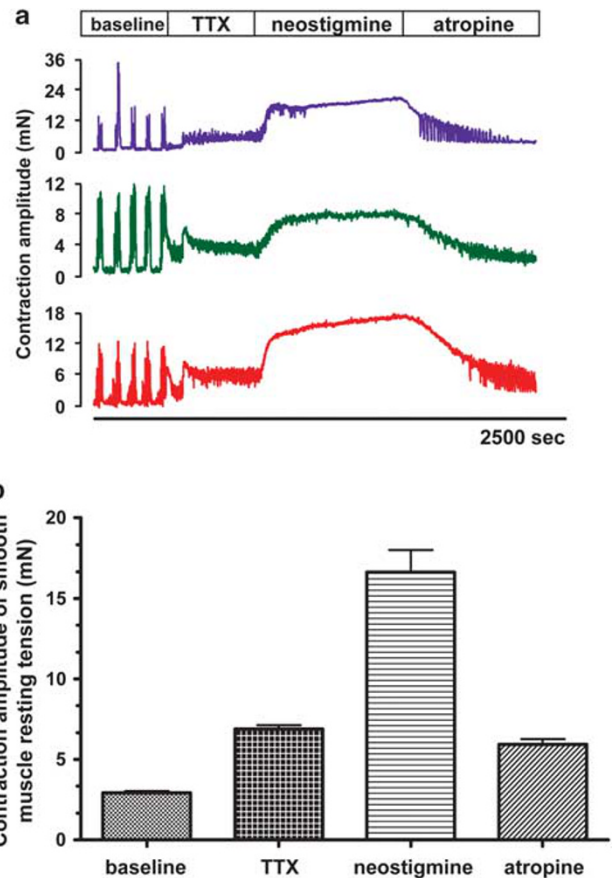 a
baseline TTX neostigmine atropine
Contraction amplitude (mN)
36
24
12
0
12
8
4
0
18
12
6
0
2500 sec
Contraction amplitude of smooth
muscle resting tension (mN)
20
15
10
5
0
baseline TTX neostigmine atropine